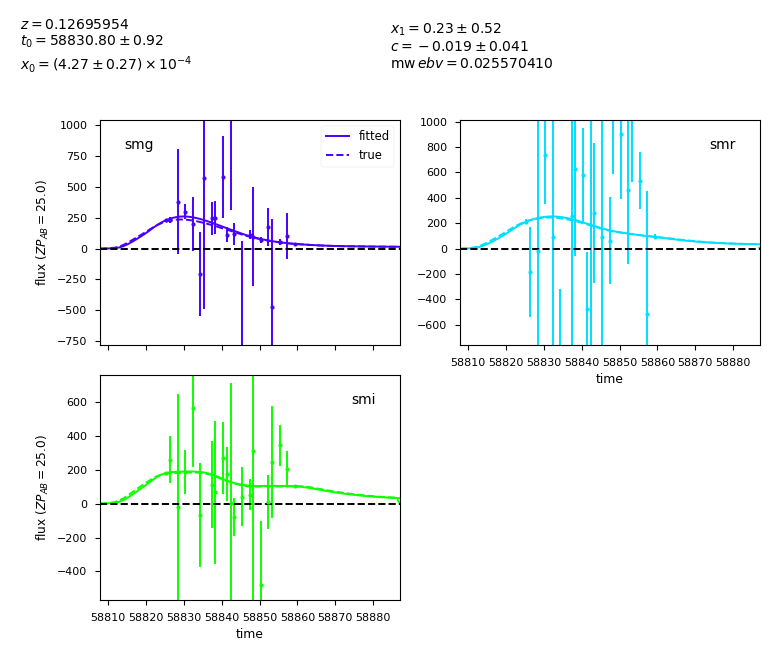 z = 0.12695954
t₀ = 58830.80 ± 0.92
x₀ = (4.27 ± 0.27) × 10⁻⁴
x₁ = 0.23 ± 0.52
c = −0.019 ± 0.041
mw ebv = 0.025570410
smg
fitted
true
1000
750
500
250
0
−250
−500
−750
flux (ZP_AB = 25.0)
smr
1000
800
600
400
200
0
−200
−400
−600
58810 58820 58830 58840 58850 58860 58870 58880
time
smi
600
400
200
0
−200
−400
flux (ZP_AB = 25.0)
58810 58820 58830 58840 58850 58860 58870 58880
time